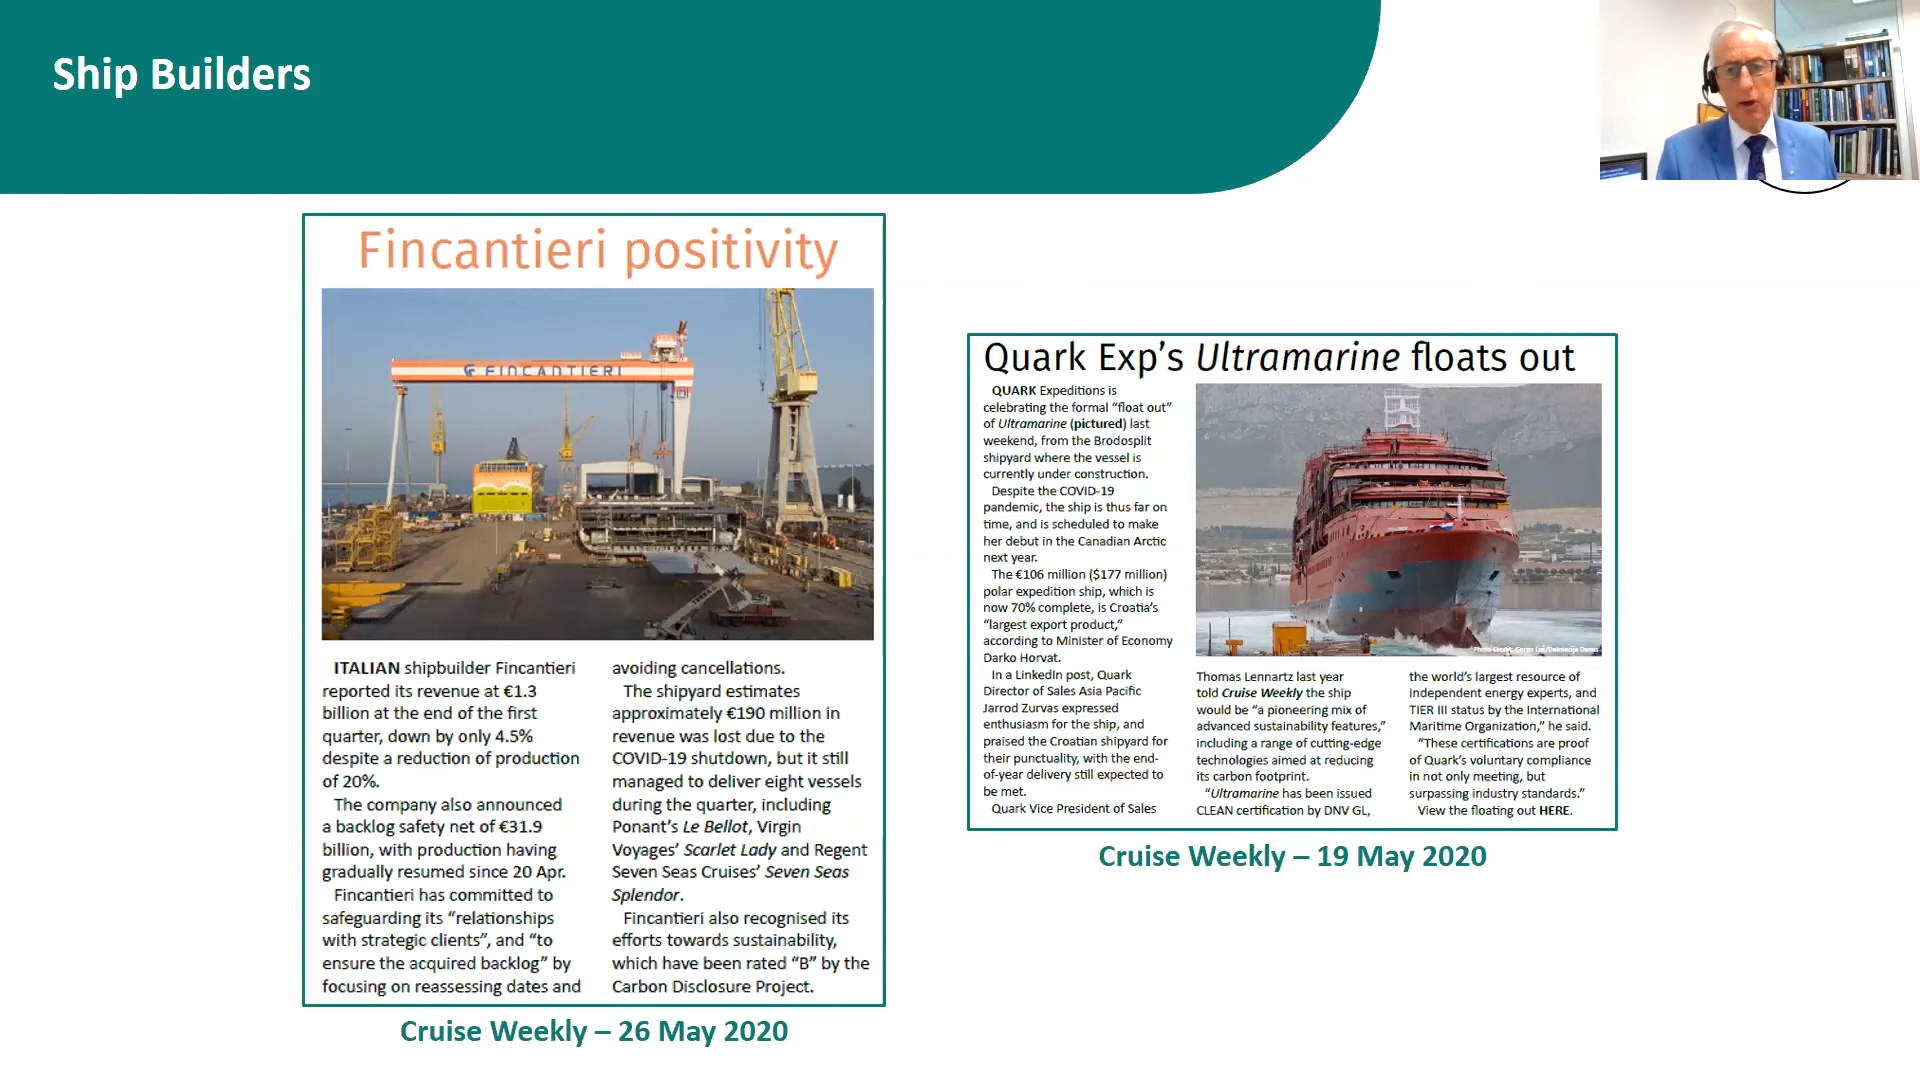 Ship Builders
Fincantieri positivity
FINCANTIERI
ITALIAN shipbuilder Fincantieri
reported its revenue at €1.3
billion at the end of the first
quarter, down by only 4.5%
despite a reduction of production
of 20%.
The company also announced
a backlog safety net of €31.9
billion, with production having
gradually resumed since 20 Apr.
Fincantieri has committed to
safeguarding its “relationships
with strategic clients”, and “to
ensure the acquired backlog” by
focusing on reassessing dates and
avoiding cancellations.
The shipyard estimates
approximately €190 million in
revenue was lost due to the
COVID-19 shutdown, but it still
managed to deliver eight vessels
during the quarter, including
Ponant’s Le Bellot, Virgin
Voyages’ Scarlet Lady and Regent
Seven Seas Cruises’ Seven Seas
Splendor.
Fincantieri also recognised its
efforts towards sustainability,
which have been rated “B” by the
Carbon Disclosure Project.
Cruise Weekly – 26 May 2020
Quark Exp’s Ultramarine floats out
QUARK Expeditions is
celebrating the formal “float out”
of Ultramarine (pictured) last
weekend, from the Brodosplit
shipyard where the vessel is
currently under construction.
Despite the COVID-19
pandemic, the ship is thus far on
time, and is scheduled to make
her debut in the Canadian Arctic
next year.
The €106 million ($177 million)
polar expedition ship, which is
now 70% complete, is Croatia’s
“largest export product,”
according to Minister of Economy
Darko Horvat.
In a LinkedIn post, Quark
Director of Sales Asia Pacific
Jarrod Zurvas expressed
enthusiasm for the ship, and
praised the Croatian shipyard for
their punctuality, with the end-
of-year delivery still expected to
be met.
Quark Vice President of Sales
Photo Credit: Goran
Thomas Lennartz last year
told Cruise Weekly the ship
would be “a pioneering mix of
advanced sustainability features,”
including a range of cutting-edge
technologies aimed at reducing
its carbon footprint.
“Ultramarine has been issued
CLEAN certification by DNV GL,
the world’s largest resource of
independent energy experts, and
TIER III status by the International
Maritime Organization,” he said.
“These certifications are proof
of Quark’s voluntary compliance
in not only meeting, but
surpassing industry standards.”
View the floating out HERE.
Cruise Weekly – 19 May 2020